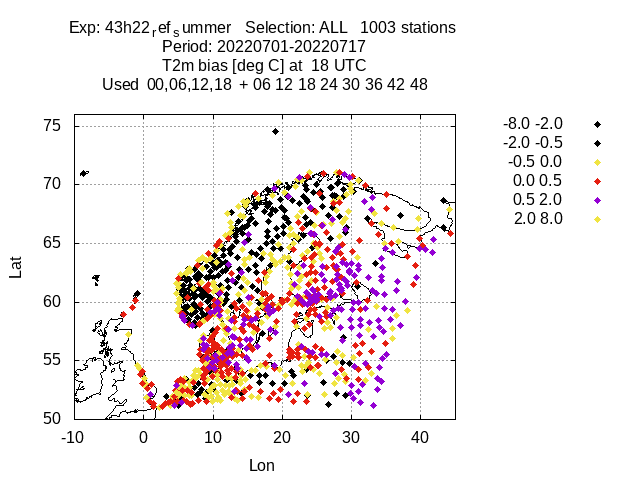 Exp: 43h22refsummer Selection: ALL 1003 stations
Period: 20220701-20220717
T2m bias [deg C] at 18 UTC
Used 00,06,12,18 + 06 12 18 24 30 36 42 48
-8.0 -2.0
-2.0 -0.5
-0.5 0.0
0.0 0.5
0.5 2.0
2.0 8.0
75
70
65
60
55
50
Lat
-10 0 10 20 30 40
Lon